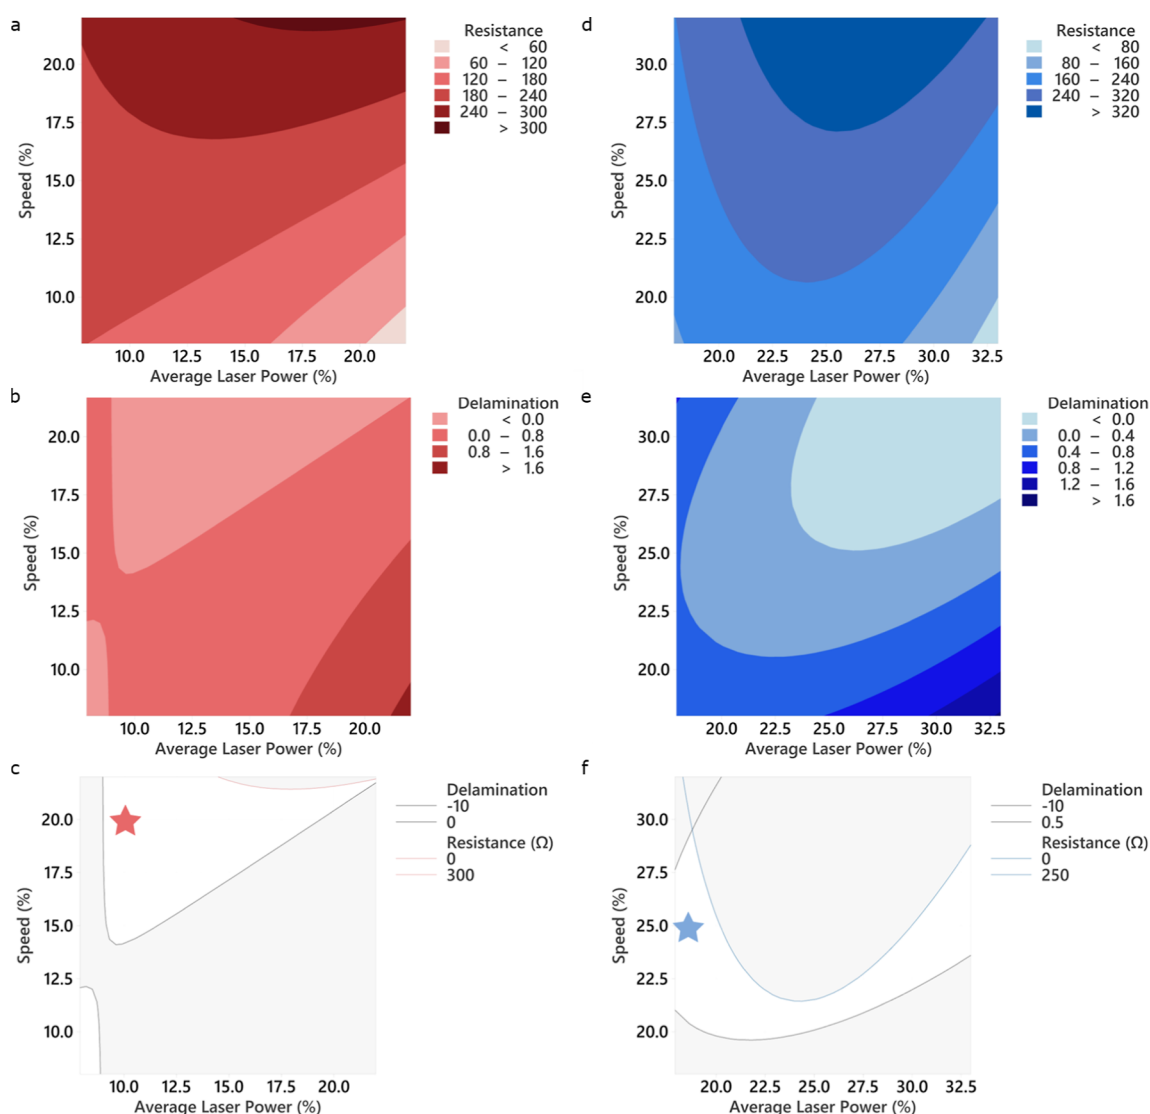 a
Resistance
< 60
60 – 120
120 – 180
180 – 240
240 – 300
> 300
20.0
17.5
15.0
12.5
10.0
Speed (%)
10.0 12.5 15.0 17.5 20.0
Average Laser Power (%)
d
Resistance
< 80
80 – 160
160 – 240
240 – 320
> 320
30.0
27.5
25.0
22.5
20.0
Speed (%)
20.0 22.5 25.0 27.5 30.0 32.5
Average Laser Power (%)
b
Delamination
< 0.0
0.0 – 0.8
0.8 – 1.6
> 1.6
20.0
17.5
15.0
12.5
10.0
Speed (%)
10.0 12.5 15.0 17.5 20.0
Average Laser Power (%)
e
Delamination
< 0.0
0.0 – 0.4
0.4 – 0.8
0.8 – 1.2
1.2 – 1.6
> 1.6
30.0
27.5
25.0
22.5
20.0
Speed (%)
20.0 22.5 25.0 27.5 30.0 32.5
Average Laser Power (%)
c
Delamination
-10
0
Resistance (Ω)
0
300
20.0
17.5
15.0
12.5
10.0
Speed (%)
10.0 12.5 15.0 17.5 20.0
Average Laser Power (%)
f
Delamination
-10
0.5
Resistance (Ω)
0
250
30.0
27.5
25.0
22.5
20.0
Speed (%)
20.0 22.5 25.0 27.5 30.0 32.5
Average Laser Power (%)